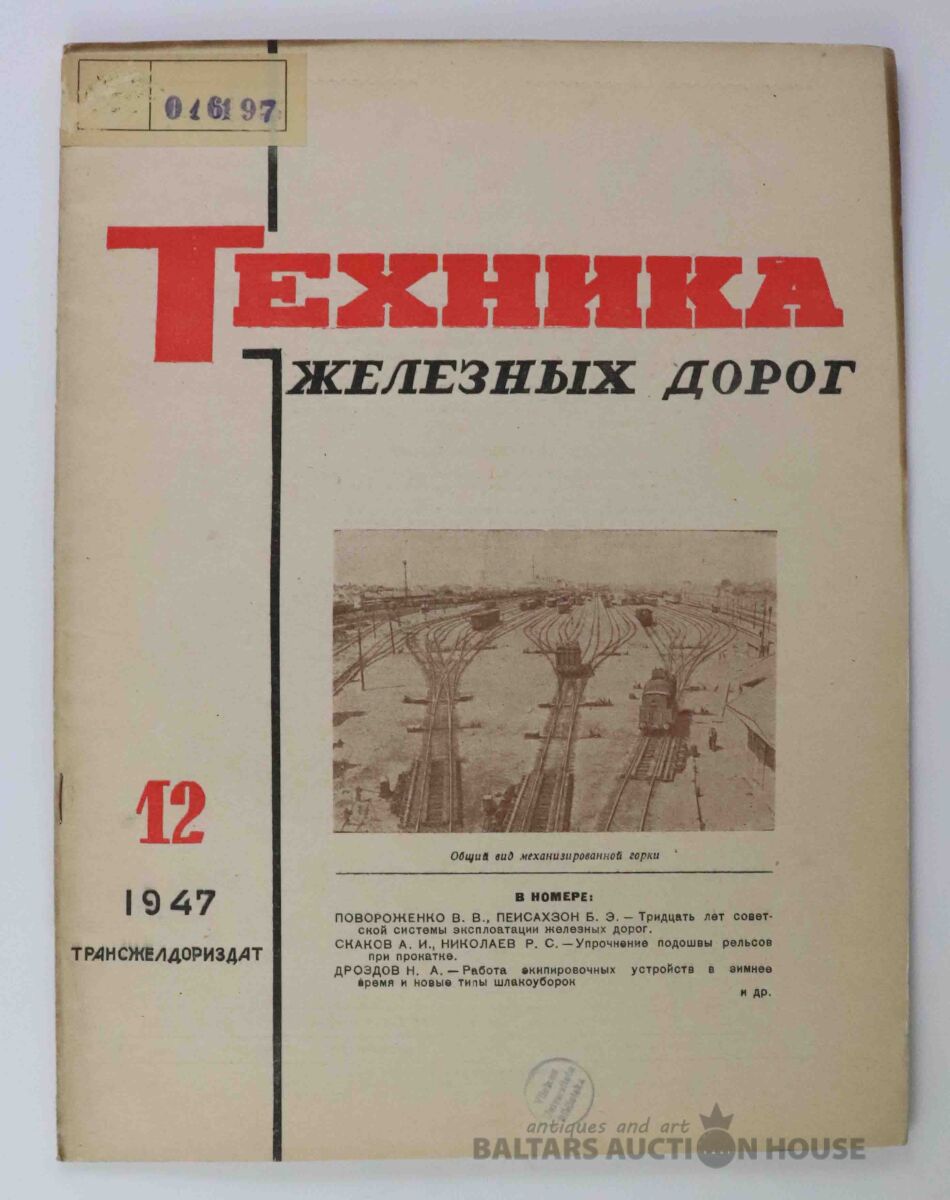 016197
ТЕХНИКА
ЖЕЛЕЗНЫХ ДОРОГ
Общий вид механизированной горки
В НОМЕРЕ:
ПОВОРОЖЕНКО В. В., ПЕЙСАХЗОН Б. Э. — Тридцать лет совет-
ской системы эксплоатации железных дорог.
СКАКОВ А. И., НИКОЛАЕВ Р. С. — Упрочнение подошвы рельсов
при прокатке.
ДРОЗДОВ Н. А. — Работа экипировочных устройств в зимнее
время и новые типы шлакоуборок
и др.
12
1947
ТРАНСЖЕЛДОРИЗДАТ
antiques and art
BALTARS AUCTION HOUSE